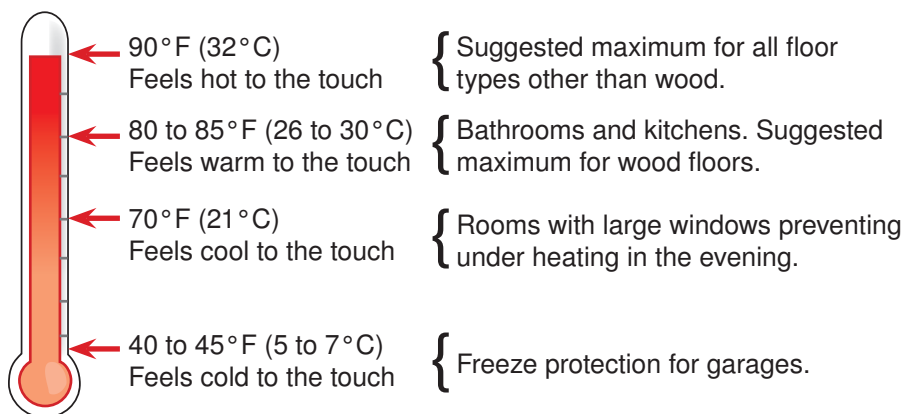 90°F (32°C)
Feels hot to the touch
Suggested maximum for all floor
types other than wood.
80 to 85°F (26 to 30°C)
Feels warm to the touch
Bathrooms and kitchens. Suggested
maximum for wood floors.
70°F (21°C)
Feels cool to the touch
Rooms with large windows preventing
under heating in the evening.
40 to 45°F (5 to 7°C)
Feels cold to the touch
Freeze protection for garages.